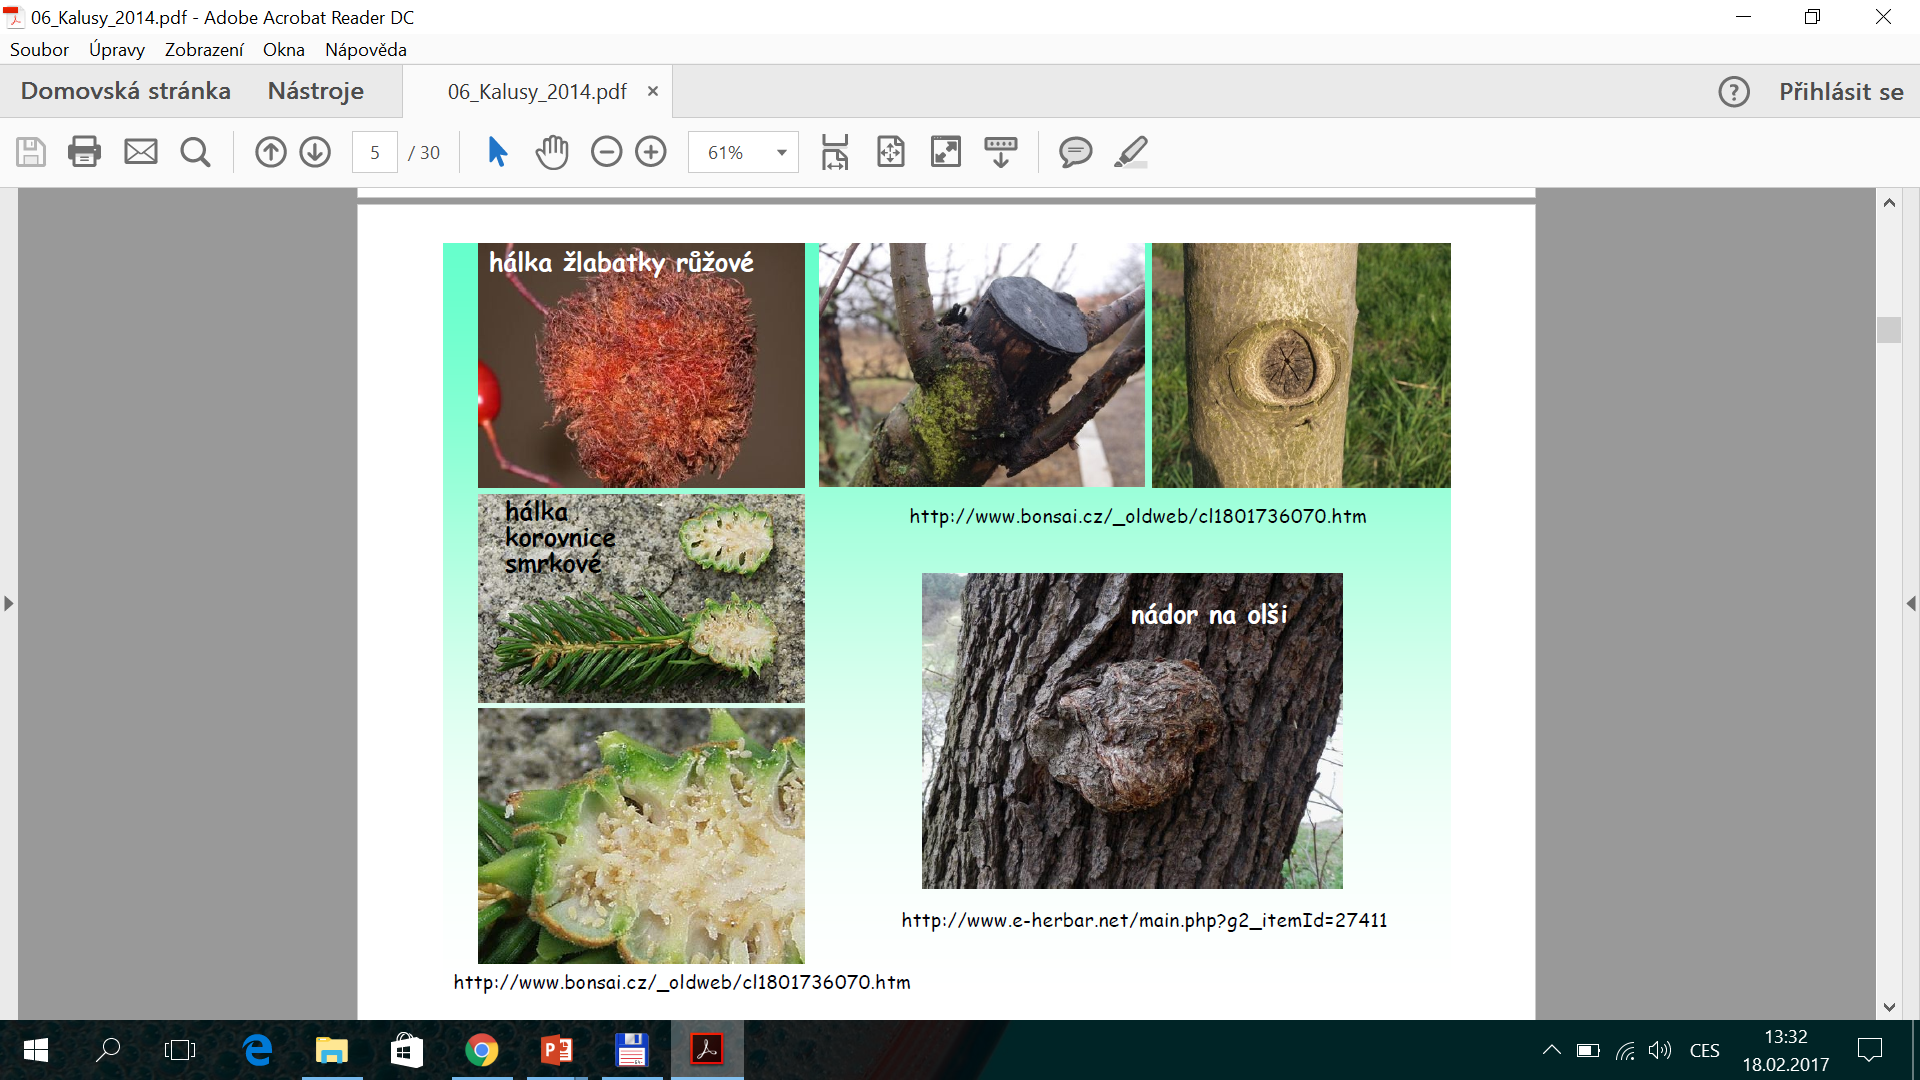 06_Kalusy_2014.pdf - Adobe Acrobat Reader DC
Soubor Úpravy Zobrazení Okna Nápověda
Domovská stránka Nástroje 06_Kalusy_2014.pdf × ? Přihlásit se
5 / 30 61%
hálka žlabatky růžové
http://www.bonsai.cz/_oldweb/cl1801736070.htm
hálka
korovnice
smrkové
nádor na olši
http://www.e-herbar.net/main.php?g2_itemId=27411
http://www.bonsai.cz/_oldweb/cl1801736070.htm
CES
13:32
18.02.2017